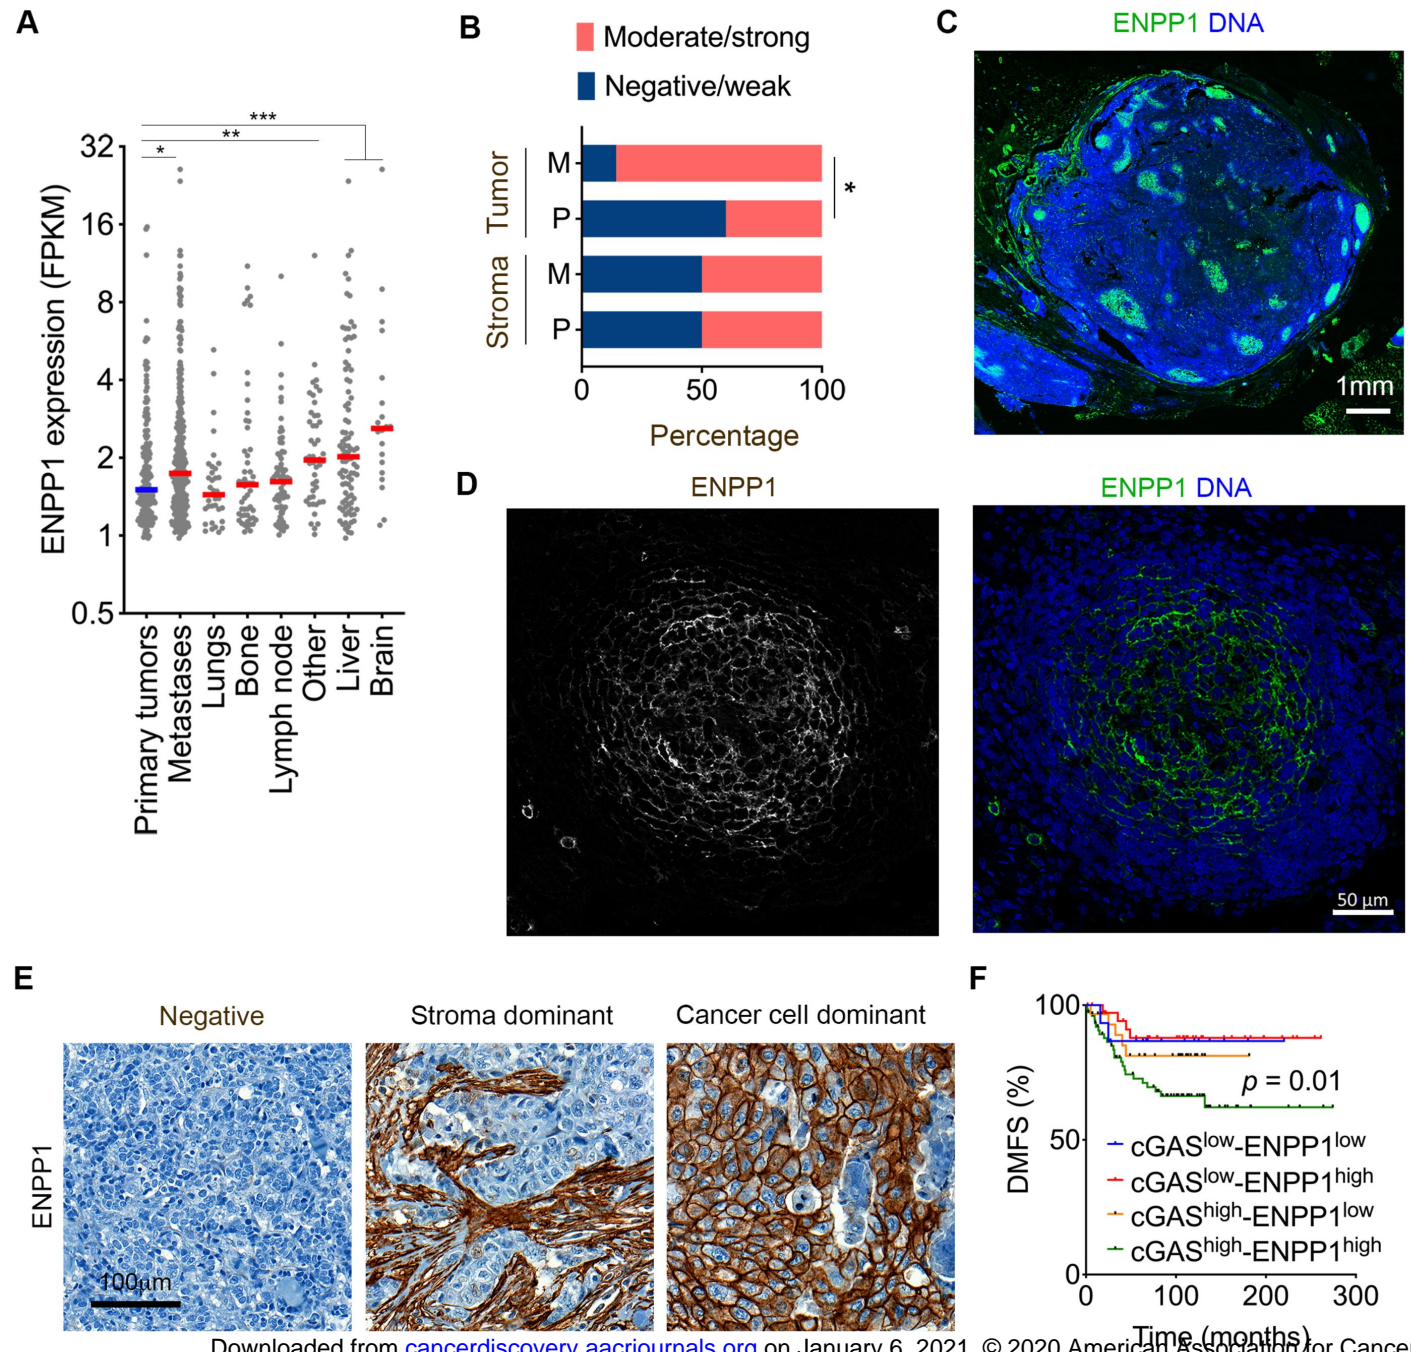 A
ENPP1 expression (FPKM)
32
16
8
4
2
1
0.5
***
**
*
Primary tumors
Metastases
Lungs
Bone
Lymph node
Other
Liver
Brain
B
Moderate/strong
Negative/weak
Tumor
Stroma
M
P
M
P
*
0
50
100
Percentage
C
ENPP1 DNA
1mm
D
ENPP1
ENPP1 DNA
50 µm
E
Negative
Stroma dominant
Cancer cell dominant
ENPP1
100µm
F
DMFS (%)
100
50
0
p = 0.01
cGASlow-ENPP1low
cGASlow-ENPP1high
cGAShigh-ENPP1low
cGAShigh-ENPP1high
0
100
200
300
Time (months)
Downloaded from cancerdiscovery.aacrjournals.org on January 6, 2021. © 2020 American Association for Cancer